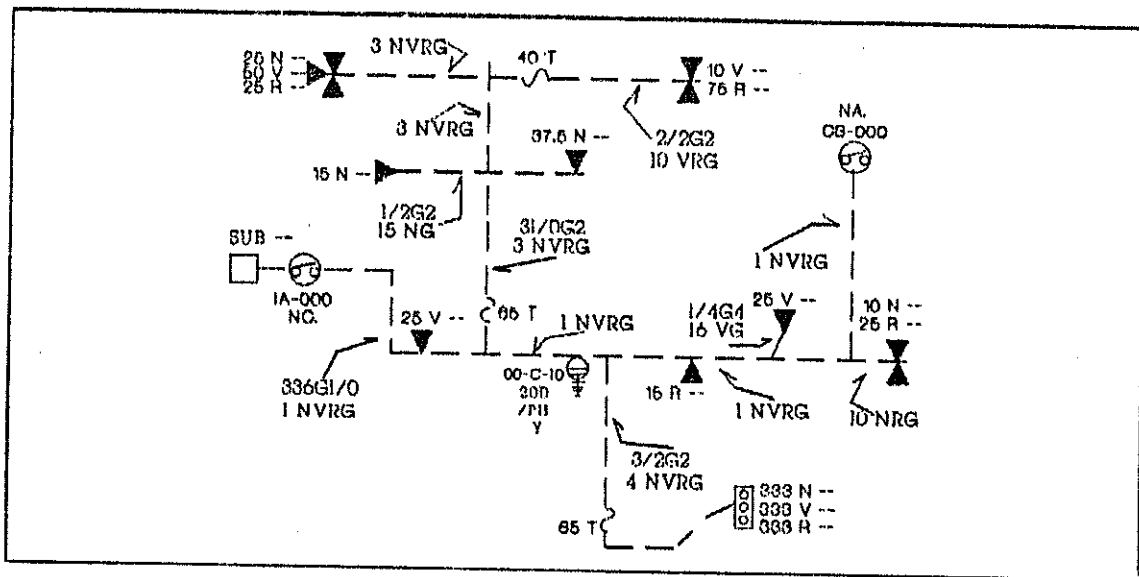 3 NVRG
25 N --
50 V --
25 R --
40 T
10 V --
75 R --
3 NVRG
2/2G2
10 VRG
NA.
CB-000
37.5 N --
15 N --
1/2G2
15 NG
31/0G2
3 NVRG
SUB --
1A-000
NC.
1 NVRG
25 V --
65 T
1 NVRG
1/4G4
15 VG
25 V --
10 N --
25 R --
336G1/0
1 NVRG
00-C-10
Y
15 R --
1 NVRG
10 NRG
3/2G2
4 NVRG
65 T
333 N --
333 V --
333 R --